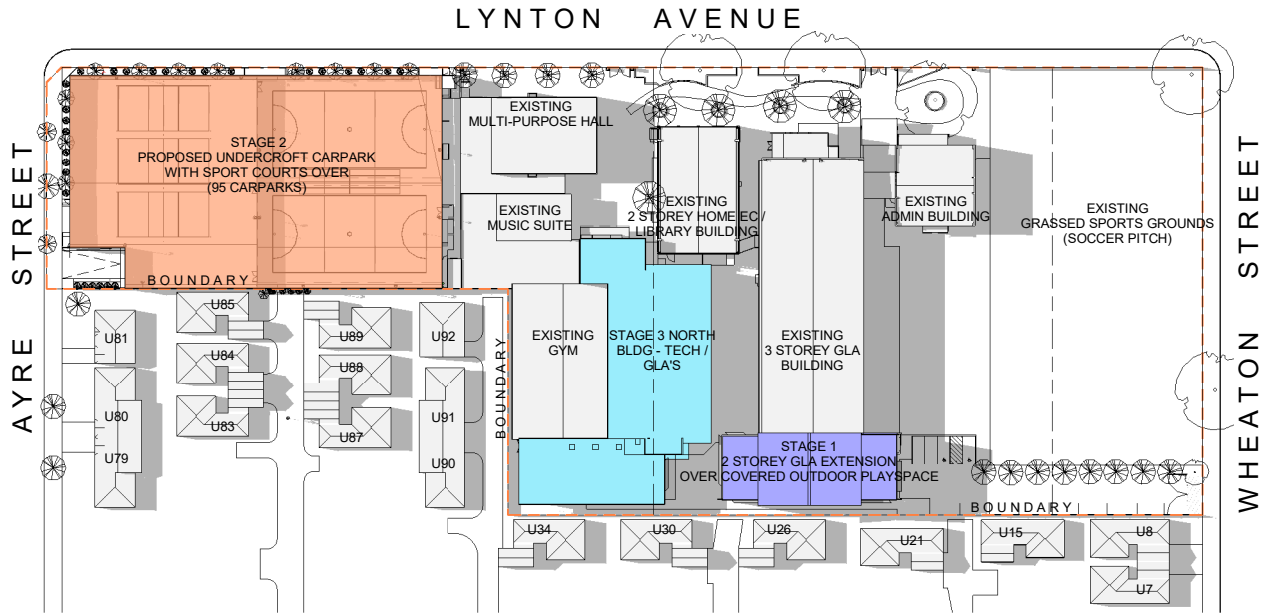 LYNTON AVENUE
AYRE STREET
WHEATON STREET
STAGE 2
PROPOSED UNDERCROFT CARPARK
WITH SPORT COURTS OVER
(95 CARPARKS)
EXISTING
MULTI-PURPOSE HALL
EXISTING
MUSIC SUITE
EXISTING
2 STOREY HOME EC /
LIBRARY BUILDING
EXISTING
ADMIN BUILDING
EXISTING
GRASSED SPORTS GROUNDS
(SOCCER PITCH)
BOUNDARY
U85
U81
U89
U92
U84
U88
U83
U87
U80
U79
U91
U90
BOUNDARY
EXISTING
GYM
STAGE 3 NORTH
BLDG - TECH /
GLA'S
EXISTING
3 STOREY GLA
BUILDING
STAGE 1
2 STOREY GLA EXTENSION
OVER COVERED OUTDOOR PLAYSPACE
BOUNDARY
U34
U30
U26
U21
U15
U8
U7